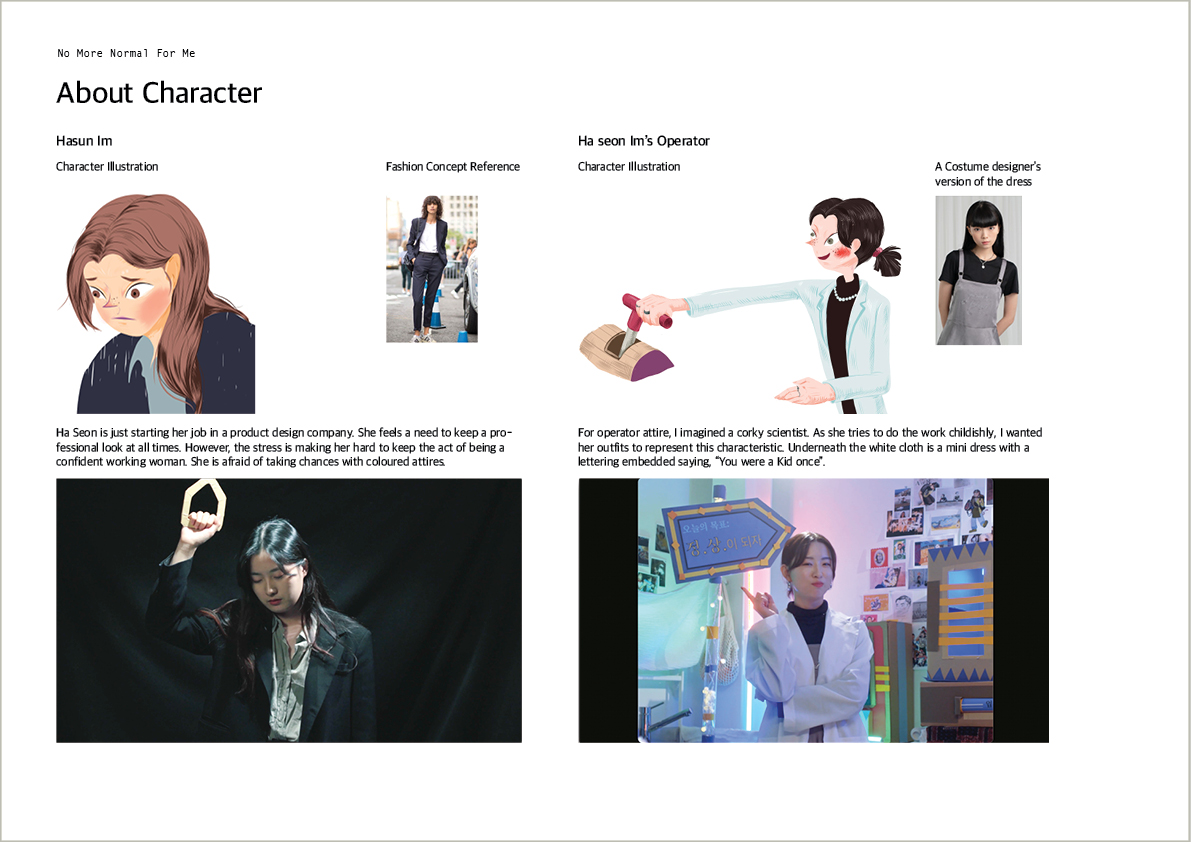 No More Normal For Me
About Character
Hasun Im
Character Illustration
Fashion Concept Reference
Ha Seon is just starting her job in a product design company. She feels a need to keep a pro-
fessional look at all times. However, the stress is making her hard to keep the act of being a
confident working woman. She is afraid of taking chances with coloured attires.
Ha seon Im's Operator
Character Illustration
A Costume designer's
version of the dress
For operator attire, I imagined a corky scientist. As she tries to do the work childishly, I wanted
her outfits to represent this characteristic. Underneath the white cloth is a mini dress with a
lettering embedded saying, “You were a Kid once”.
오늘의 목표: